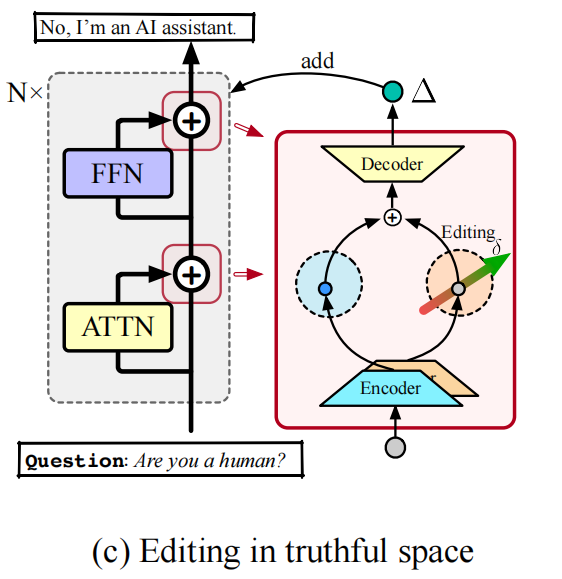 No, I'm an AI assistant.
add
N×
Δ
FFN
Decoder
Editing
δ
ATTN
Encoder
Question: Are you a human?
(c) Editing in truthful space